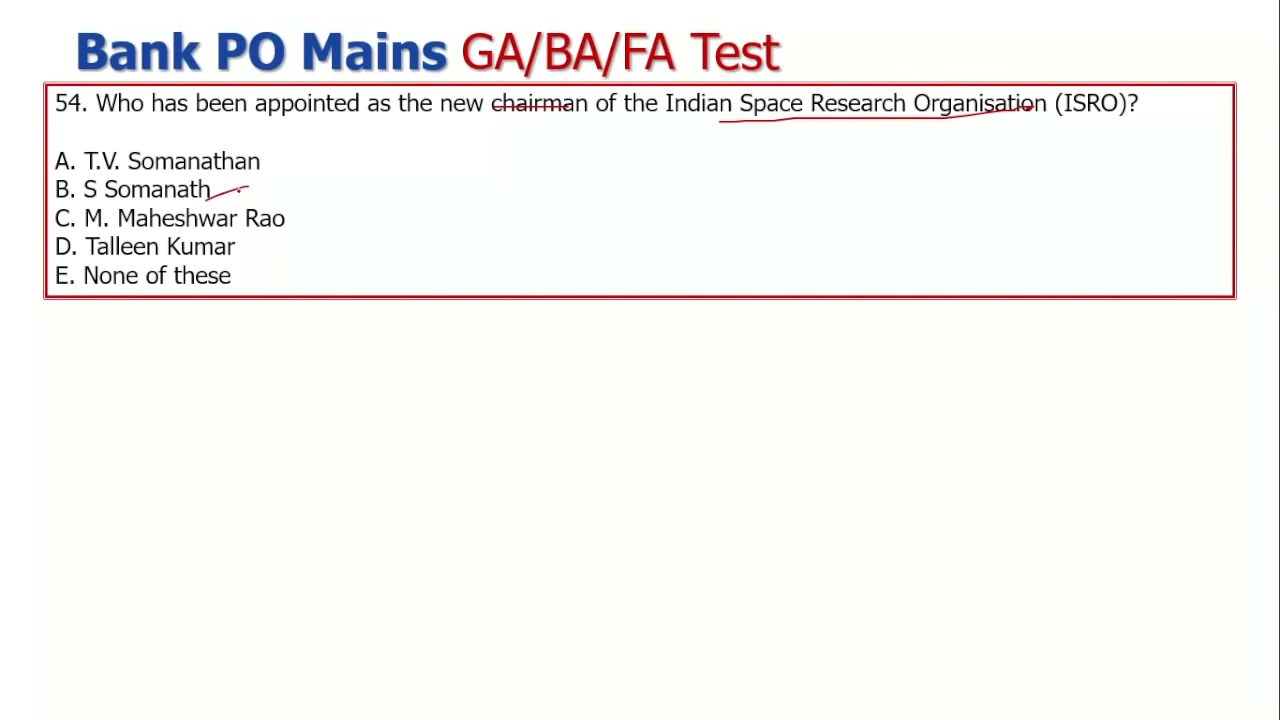 Bank PO Mains GA/BA/FA Test
54. Who has been appointed as the new chairman of the Indian Space Research Organisation (ISRO)?
A. T.V. Somanathan
B. S Somanath
C. M. Maheshwar Rao
D. Talleen Kumar
E. None of these